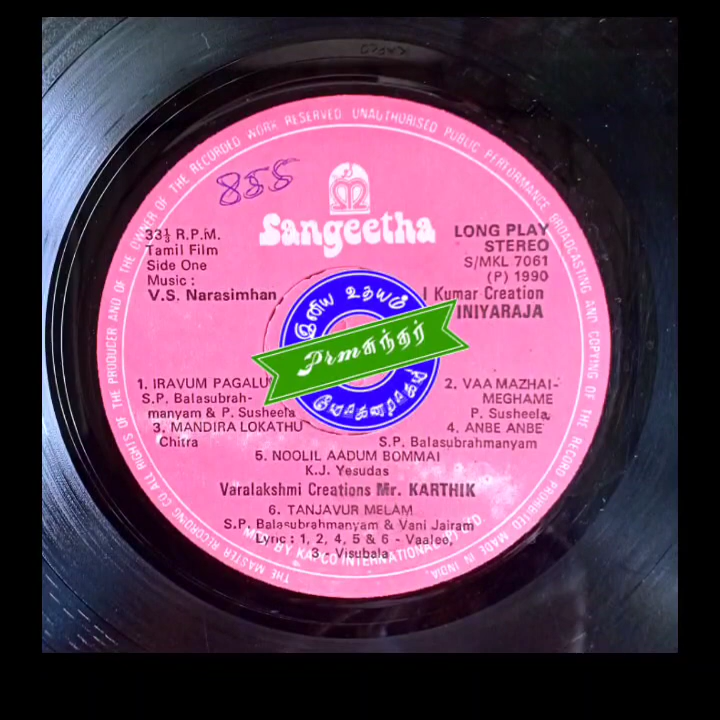 THE MASTER RECORDING CO. ALL RIGHTS OF THE PRODUCER AND OF THE OWNER OF THE RECORDED WORK RESERVED. UNAUTHORISED PUBLIC PERFORMANCE BROADCASTING AND COPYING OF THE RECORD PROHIBITED. MADE IN INDIA.
855
Sangeetha
33⅓ R.P.M.
Tamil Film
Side One
Music :
V.S. Narasimhan
LONG PLAY
STEREO
S/MKL 7061
(P) 1990
Kumar Creation
INIYARAJA
இனிய உதயம்
Prmசுந்தர்
1. IRAVUM PAGALU
S.P. Balasubrah-
manyam & P. Susheela
2. VAA MAZHAI-
MEGHAME
P. Susheela
3. MANDIRA LOKATHU
Chitra
4. ANBE ANBE
S.P. Balasubrahmanyam
5. NOOLIL AADUM BOMMAI
K.J. Yesudas
Varalakshmi Creations Mr. KARTHIK
6. TANJAVUR MELAM
S.P. Balasubrahmanyam & Vani Jairam
Lyric : 1, 2, 4, 5 & 6 - Vaalee,
3 - Visubala
INTERNATIONAL